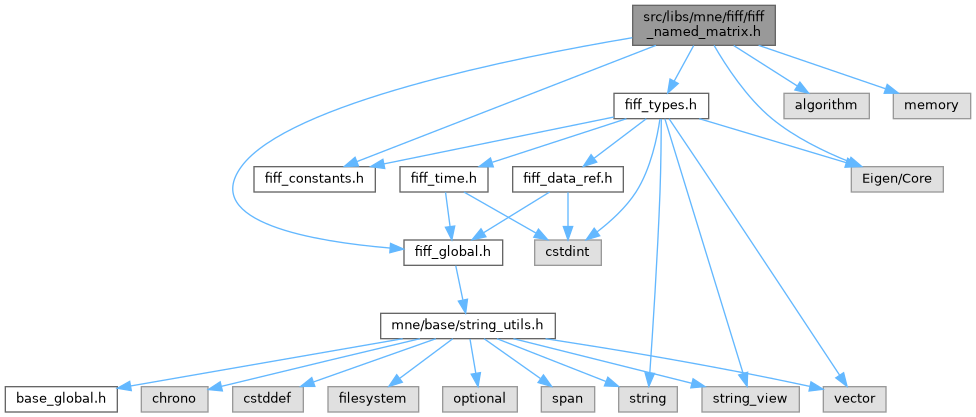 src/libs/mne/fiff/fiff
_named_matrix.h
fiff_types.h
algorithm
memory
fiff_constants.h
fiff_time.h
fiff_data_ref.h
Eigen/Core
fiff_global.h
cstdint
mne/base/string_utils.h
base_global.h
chrono
cstddef
filesystem
optional
span
string
string_view
vector